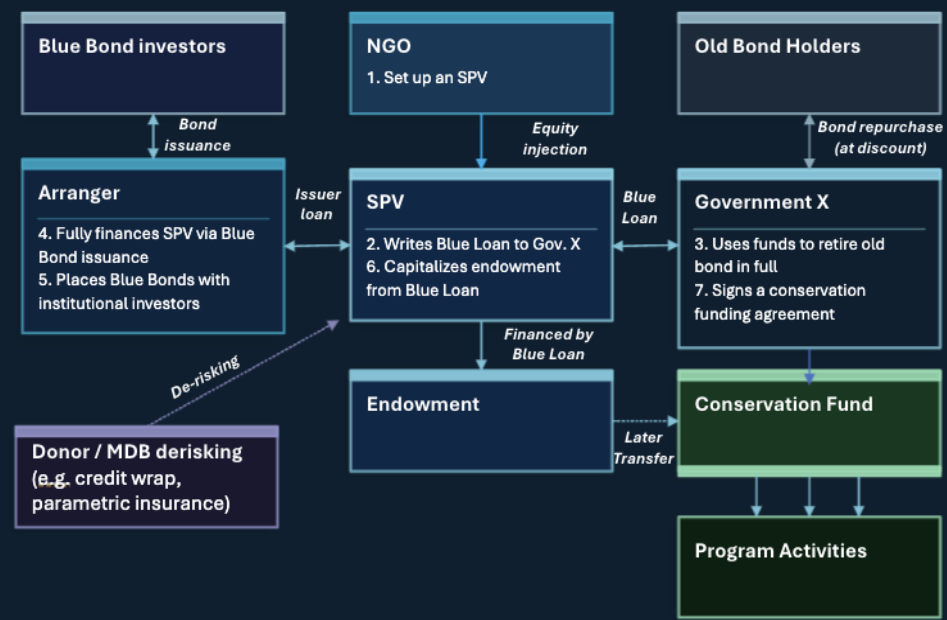 Blue Bond investors
NGO
1. Set up an SPV
Old Bond Holders
Bond
issuance
Equity
injection
Bond repurchase
(at discount)
Arranger
4. Fully finances SPV via Blue
Bond issuance
5. Places Blue Bonds with
institutional investors
Issuer
loan
SPV
2. Writes Blue Loan to Gov. X
6. Capitalizes endowment
from Blue Loan
Blue
Loan
Government X
3. Uses funds to retire old
bond in full
7. Signs a conservation
funding agreement
De-risking
Financed by
Blue Loan
Endowment
Later
Transfer
Conservation Fund
Donor / MDB derisking
(e.g. credit wrap,
parametric insurance)
Program Activities